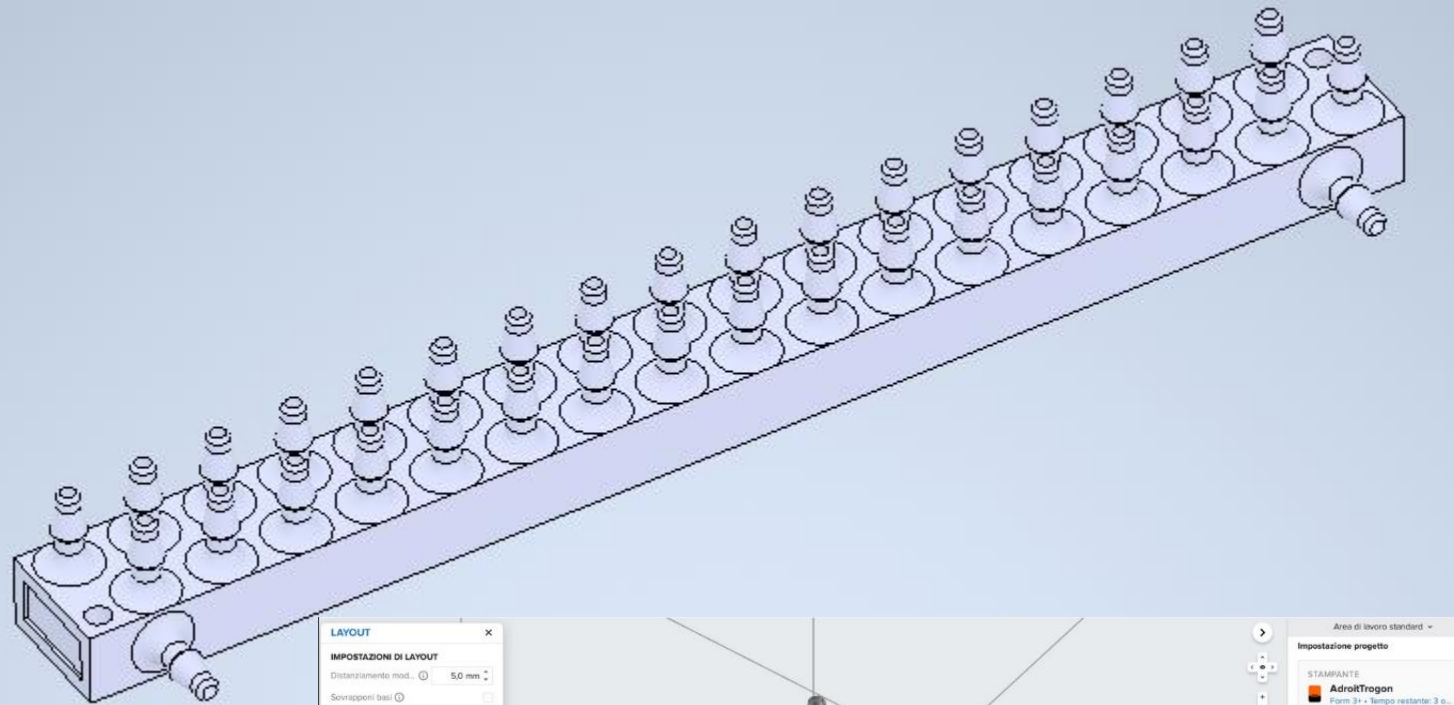 LAYOUT
IMPOSTAZIONI DI LAYOUT
Distanziamento mod... 5,0 mm
Sovrapponi basi
Area di lavoro standard
Impostazione progetto
STAMPANTE
AdroitTrogon
Form 3+ • Tempo restante: 3 o...